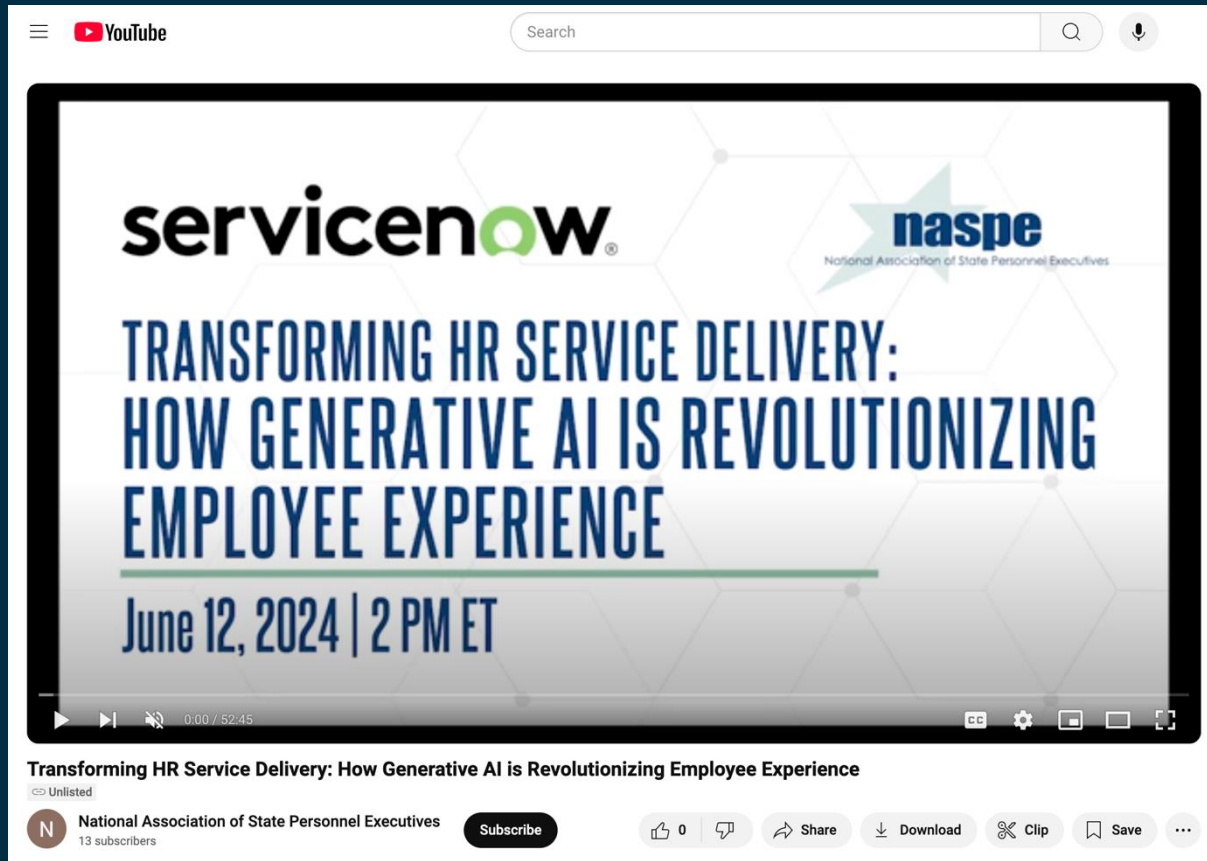 YouTube
Search
servicenow®
naspe
National Association of State Personnel Executives
TRANSFORMING HR SERVICE DELIVERY:
HOW GENERATIVE AI IS REVOLUTIONIZING
EMPLOYEE EXPERIENCE
June 12, 2024 | 2 PM ET
0:00 / 52:45
CC
Transforming HR Service Delivery: How Generative AI is Revolutionizing Employee Experience
Unlisted
N
National Association of State Personnel Executives
13 subscribers
Subscribe
0
Share
Download
Clip
Save